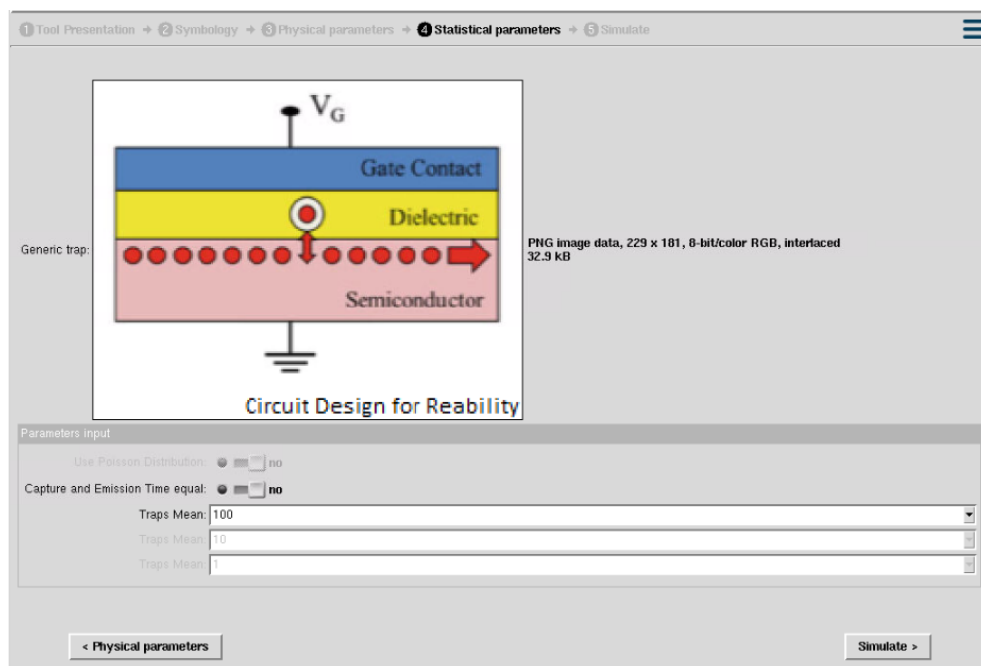 1 Tool Presentation → 2 Symbology → 3 Physical parameters → 4 Statistical parameters → 5 Simulate
V_G
Gate Contact
Dielectric
Generic trap:
PNG image data, 229 x 181, 8-bit/color RGB, interlaced
32.9 kB
Semiconductor
Circuit Design for Reability
Parameters input
Use Poisson Distribution: no
Capture and Emission Time equal: no
Traps Mean: 100
Traps Mean: 10
Traps Mean: 1
< Physical parameters
Simulate >